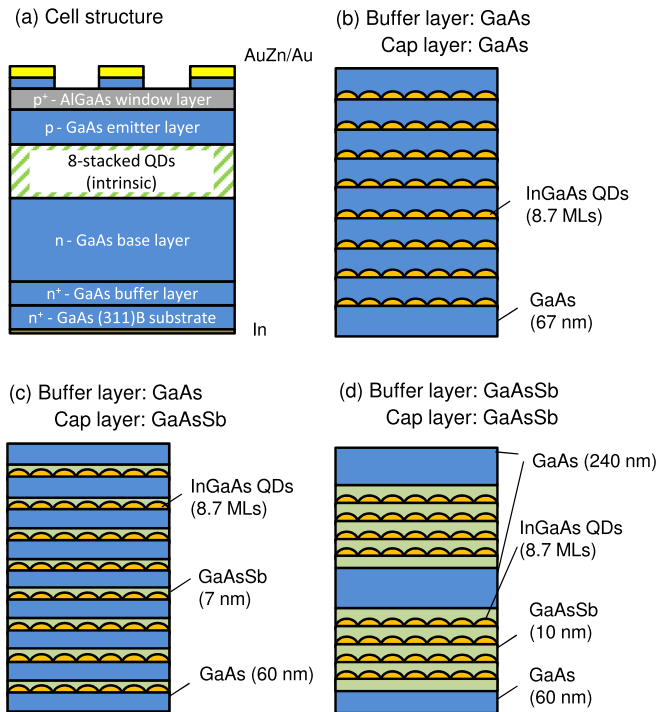 (a) Cell structure
AuZn/Au
p+ - AlGaAs window layer
p - GaAs emitter layer
8-stacked QDs
(intrinsic)
n - GaAs base layer
n+ - GaAs buffer layer
n+ - GaAs (311)B substrate
In
(b) Buffer layer: GaAs
Cap layer: GaAs
InGaAs QDs
(8.7 MLs)
GaAs
(67 nm)
(c) Buffer layer: GaAs
Cap layer: GaAsSb
InGaAs QDs
(8.7 MLs)
GaAsSb
(7 nm)
GaAs (60 nm)
(d) Buffer layer: GaAsSb
Cap layer: GaAsSb
GaAs (240 nm)
InGaAs QDs
(8.7 MLs)
GaAsSb
(10 nm)
GaAs
(60 nm)